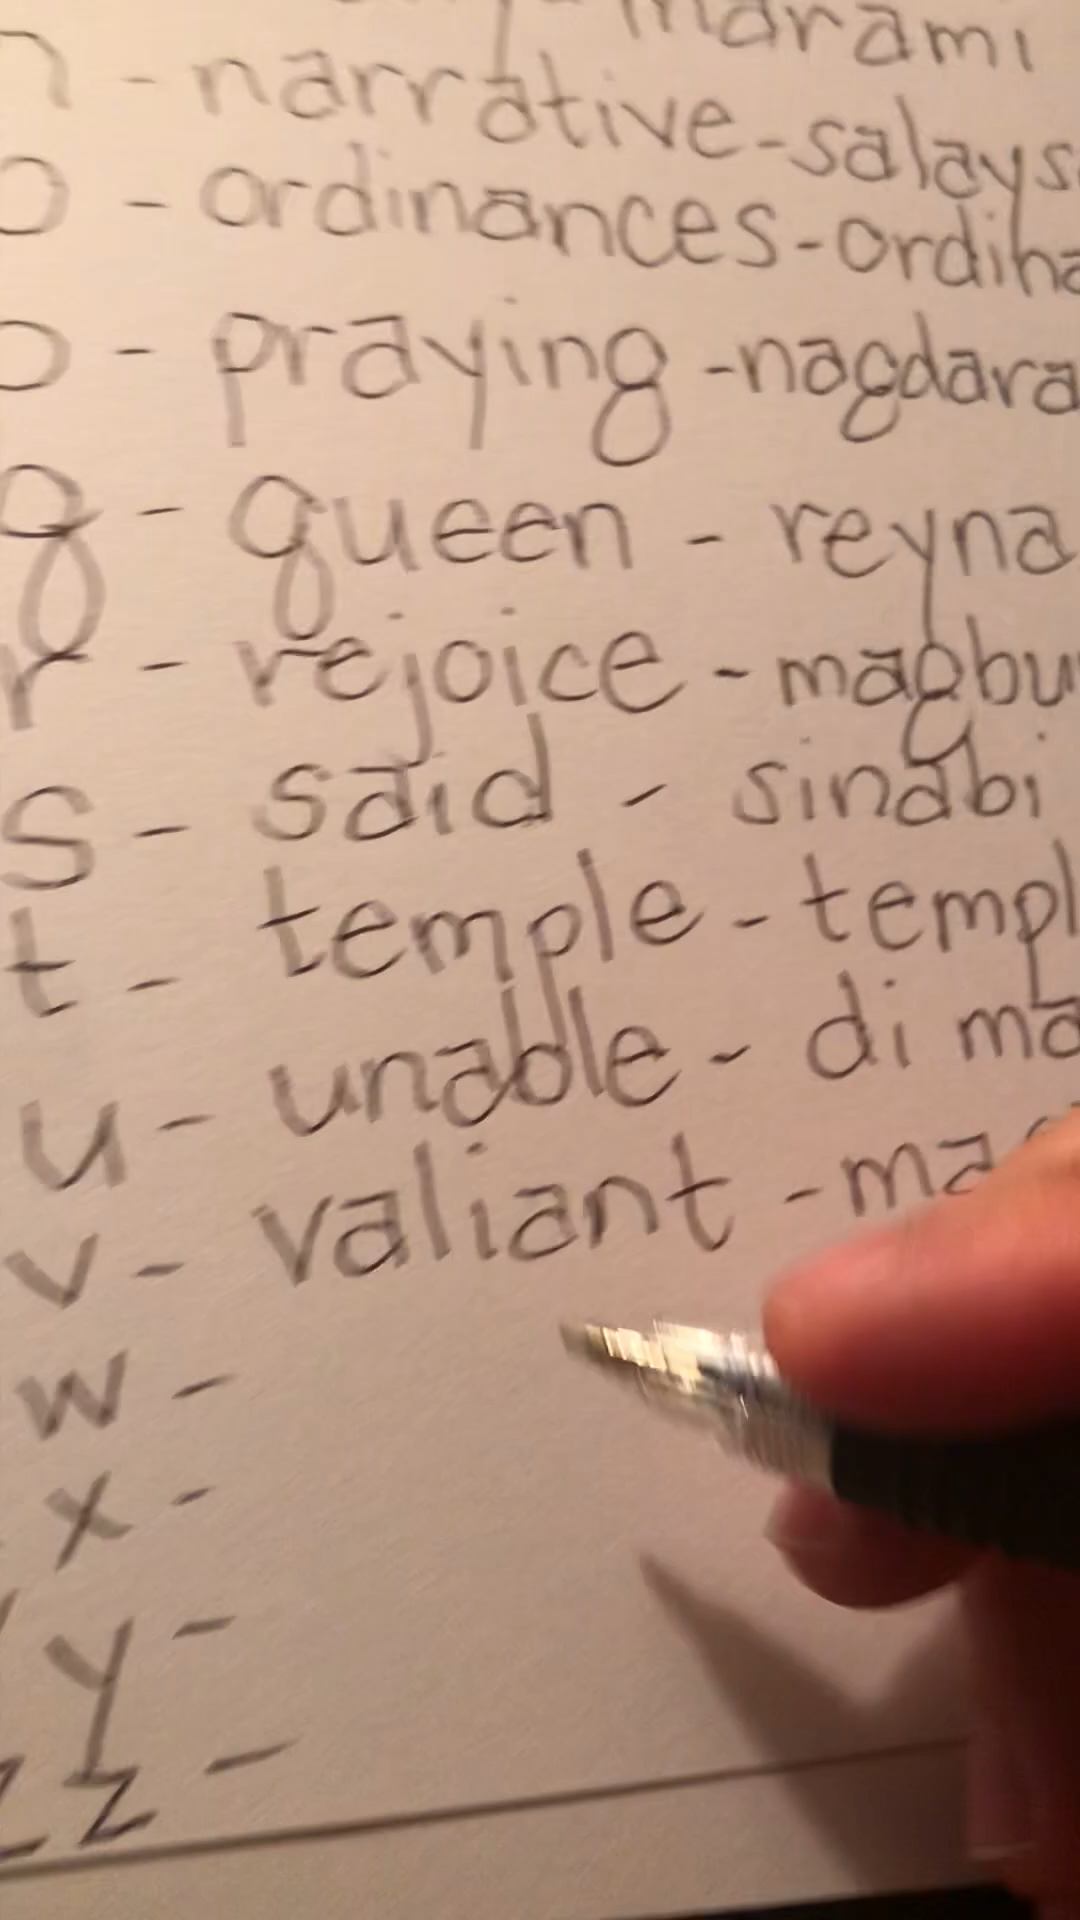 marami
n - narrative - salays
o - ordinances - ordina
p - praying - nagdara
q - queen - reyna
r - rejoice - magbu
s - said - sinabi
t - temple - templ
u - unable - di ma
v - valiant - ma
w -
x -
y -
z -